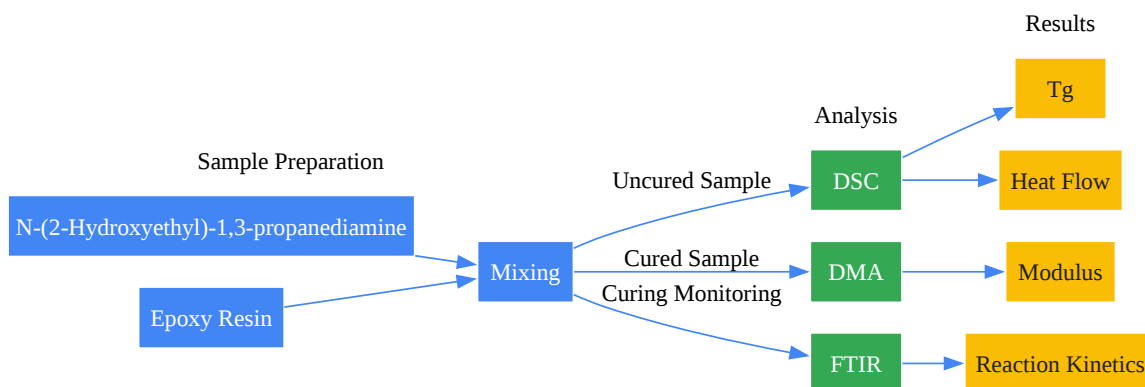 Results
Tg
Analysis
Sample Preparation
Uncured Sample
DSC
Heat Flow
N-(2-Hydroxyethyl)-1,3-propanediamine
Mixing
Cured Sample
DMA
Modulus
Curing Monitoring
Epoxy Resin
FTIR
Reaction Kinetics